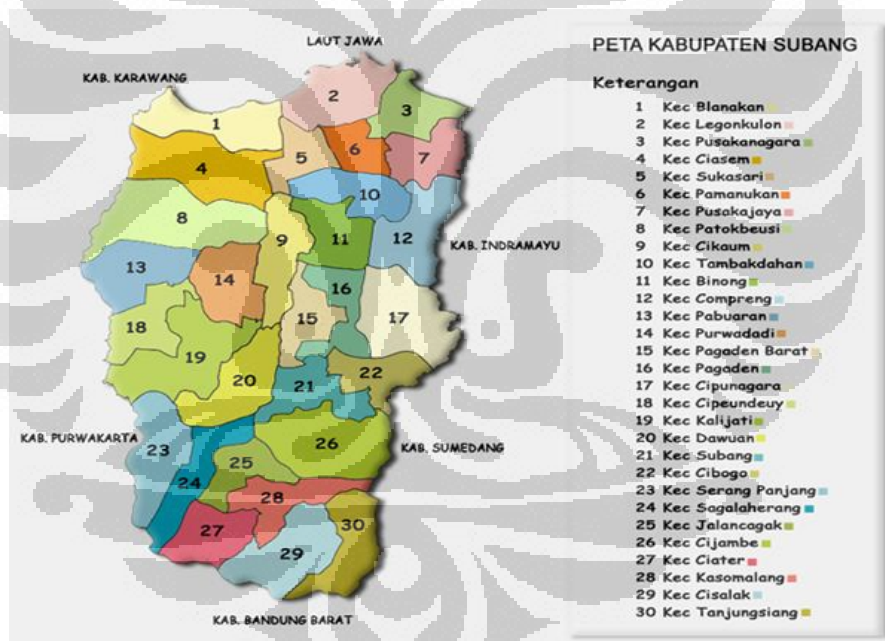 LAUT JAWA
KAB. KARAWANG
2
3
1
5
6
7
4
10
8
9
11
12
KAB. INDRAMAYU
13
14
16
15
17
18
19
20
21
22
KAB. PURWAKARTA
23
26
KAB. SUMEDANG
25
24
28
27
30
29
KAB. BANDUNG BARAT
PETA KABUPATEN SUBANG
Keterangan
1 Kec Blanakan
2 Kec Legonkulon
3 Kec Pusakanagara
4 Kec Ciasem
5 Kec Sukasari
6 Kec Pamanukan
7 Kec Pusakajaya
8 Kec Patokbeusi
9 Kec Cikaum
10 Kec Tambakdahan
11 Kec Binong
12 Kec Compreng
13 Kec Pabuaran
14 Kec Purwadadi
15 Kec Pagaden Barat
16 Kec Pagaden
17 Kec Cipunagara
18 Kec Cipeundeuy
19 Kec Kalijati
20 Kec Dawuan
21 Kec Subang
22 Kec Cibogo
23 Kec Serang Panjang
24 Kec Sagalaherang
25 Kec Jalancagak
26 Kec Cijambe
27 Kec Ciater
28 Kec Kasomalang
29 Kec Cisalak
30 Kec Tanjungsiang